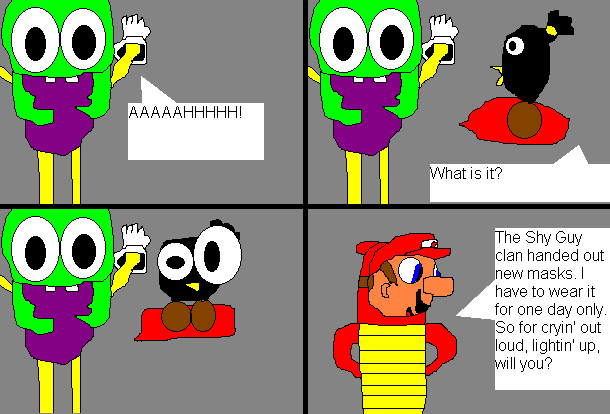 AAAAAHHHHH!
What is it?
The Shy Guy
clan handed out
new masks. I
have to wear it
for one day only.
So for cryin' out
loud, lightin' up,
will you?